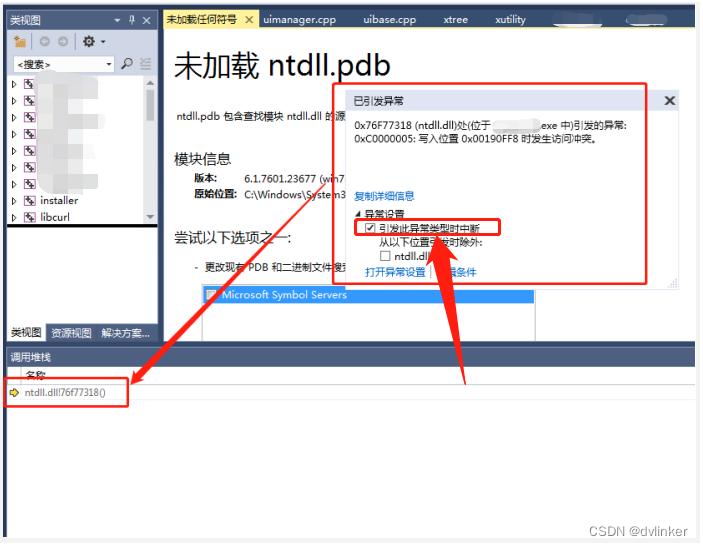 类视图
未加载任何符号
uimanager.cpp
uibase.cpp
xtree
xutility
<搜索>
installer
libcurl
类视图 资源视图 解决方案...
未加载 ntdll.pdb
ntdll.pdb 包含查找模块 ntdll.dll 的源
模块信息
版本: 6.1.7601.23677 (win7
原始位置: C:\Windows\System3
尝试以下选项之一:
- 更改现有 PDB 和二进制文件搜
Microsoft Symbol Servers
已引发异常
0x76F77318 (ntdll.dll)处(位于 .exe 中)引发的异常:
0xC0000005: 写入位置 0x00190FF8 时发生访问冲突。
复制详细信息
异常设置
引发此异常类型时中断
从以下位置引发时除外:
ntdll.dll
打开异常设置 | 条件
调用堆栈
名称
ntdll.dll!76f77318()
CSDN @dvlinker